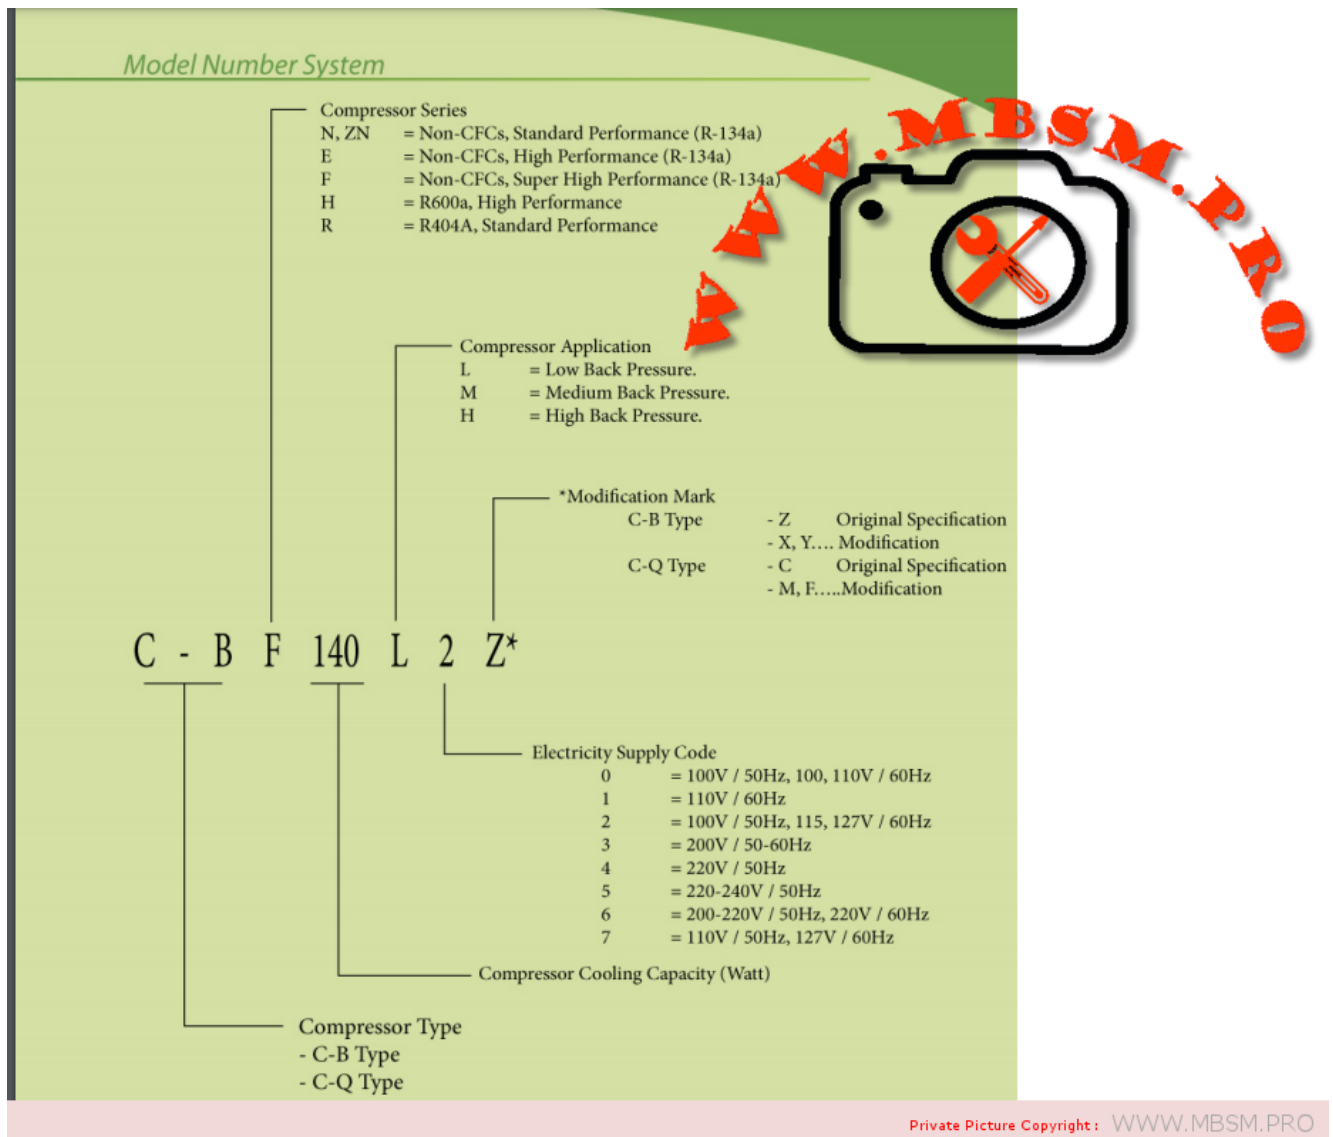 Model Number System
Compressor Series
N, ZN = Non-CFCs, Standard Performance (R-134a)
E = Non-CFCs, High Performance (R-134a)
F = Non-CFCs, Super High Performance (R-134a)
H = R600a, High Performance
R = R404A, Standard Performance
WWW.MBSM.PRO
Compressor Application
L = Low Back Pressure.
M = Medium Back Pressure.
H = High Back Pressure.
*Modification Mark
C-B Type - Z Original Specification
- X, Y.... Modification
C-Q Type - C Original Specification
- M, F.....Modification
C - B F 140 L 2 Z*
Electricity Supply Code
0 = 100V / 50Hz, 100, 110V / 60Hz
1 = 110V / 60Hz
2 = 100V / 50Hz, 115, 127V / 60Hz
3 = 200V / 50-60Hz
4 = 220V / 50Hz
5 = 220-240V / 50Hz
6 = 200-220V / 50Hz, 220V / 60Hz
7 = 110V / 50Hz, 127V / 60Hz
Compressor Cooling Capacity (Watt)
Compressor Type
- C-B Type
- C-Q Type
Private Picture Copyright : WWW.MBSM.PRO